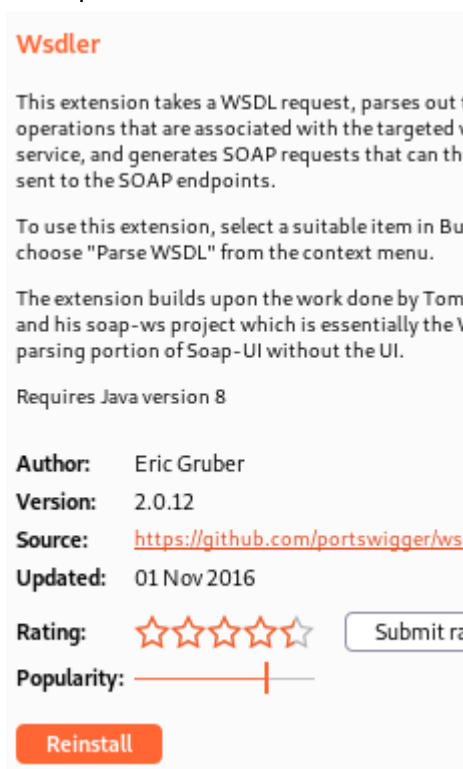 Wsdler
This extension takes a WSDL request, parses out
operations that are associated with the targeted
service, and generates SOAP requests that can
sent to the SOAP endpoints.
To use this extension, select a suitable item in
choose "Parse WSDL" from the context menu.
The extension builds upon the work done by Tom
and his soap-ws project which is essentially the
parsing portion of Soap-UI without the UI.
Requires Java version 8
Author: Eric Gruber
Version: 2.0.12
Source: https://github.com/portswigger/ws
Updated: 01 Nov 2016
Rating: Submit
Popularity:
Reinstall